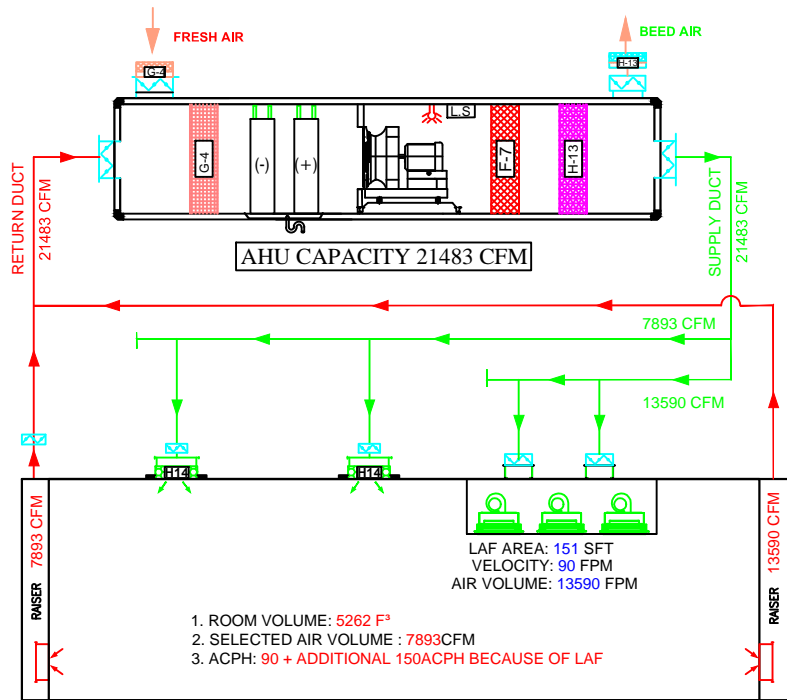 FRESH AIR
BEED AIR
G-4
H-13
L.S
G-4
(-)
(+)
F-7
H-13
RETURN DUCT
21483 CFM
SUPPLY DUCT
21483 CFM
AHU CAPACITY 21483 CFM
7893 CFM
13590 CFM
H14
H14
RAISER
7893 CFM
LAF AREA: 151 SFT
VELOCITY: 90 FPM
AIR VOLUME: 13590 FPM
RAISER
13590 CFM
1. ROOM VOLUME: 5262 F³
2. SELECTED AIR VOLUME : 7893CFM
3. ACPH: 90 + ADDITIONAL 150ACPH BECAUSE OF LAF